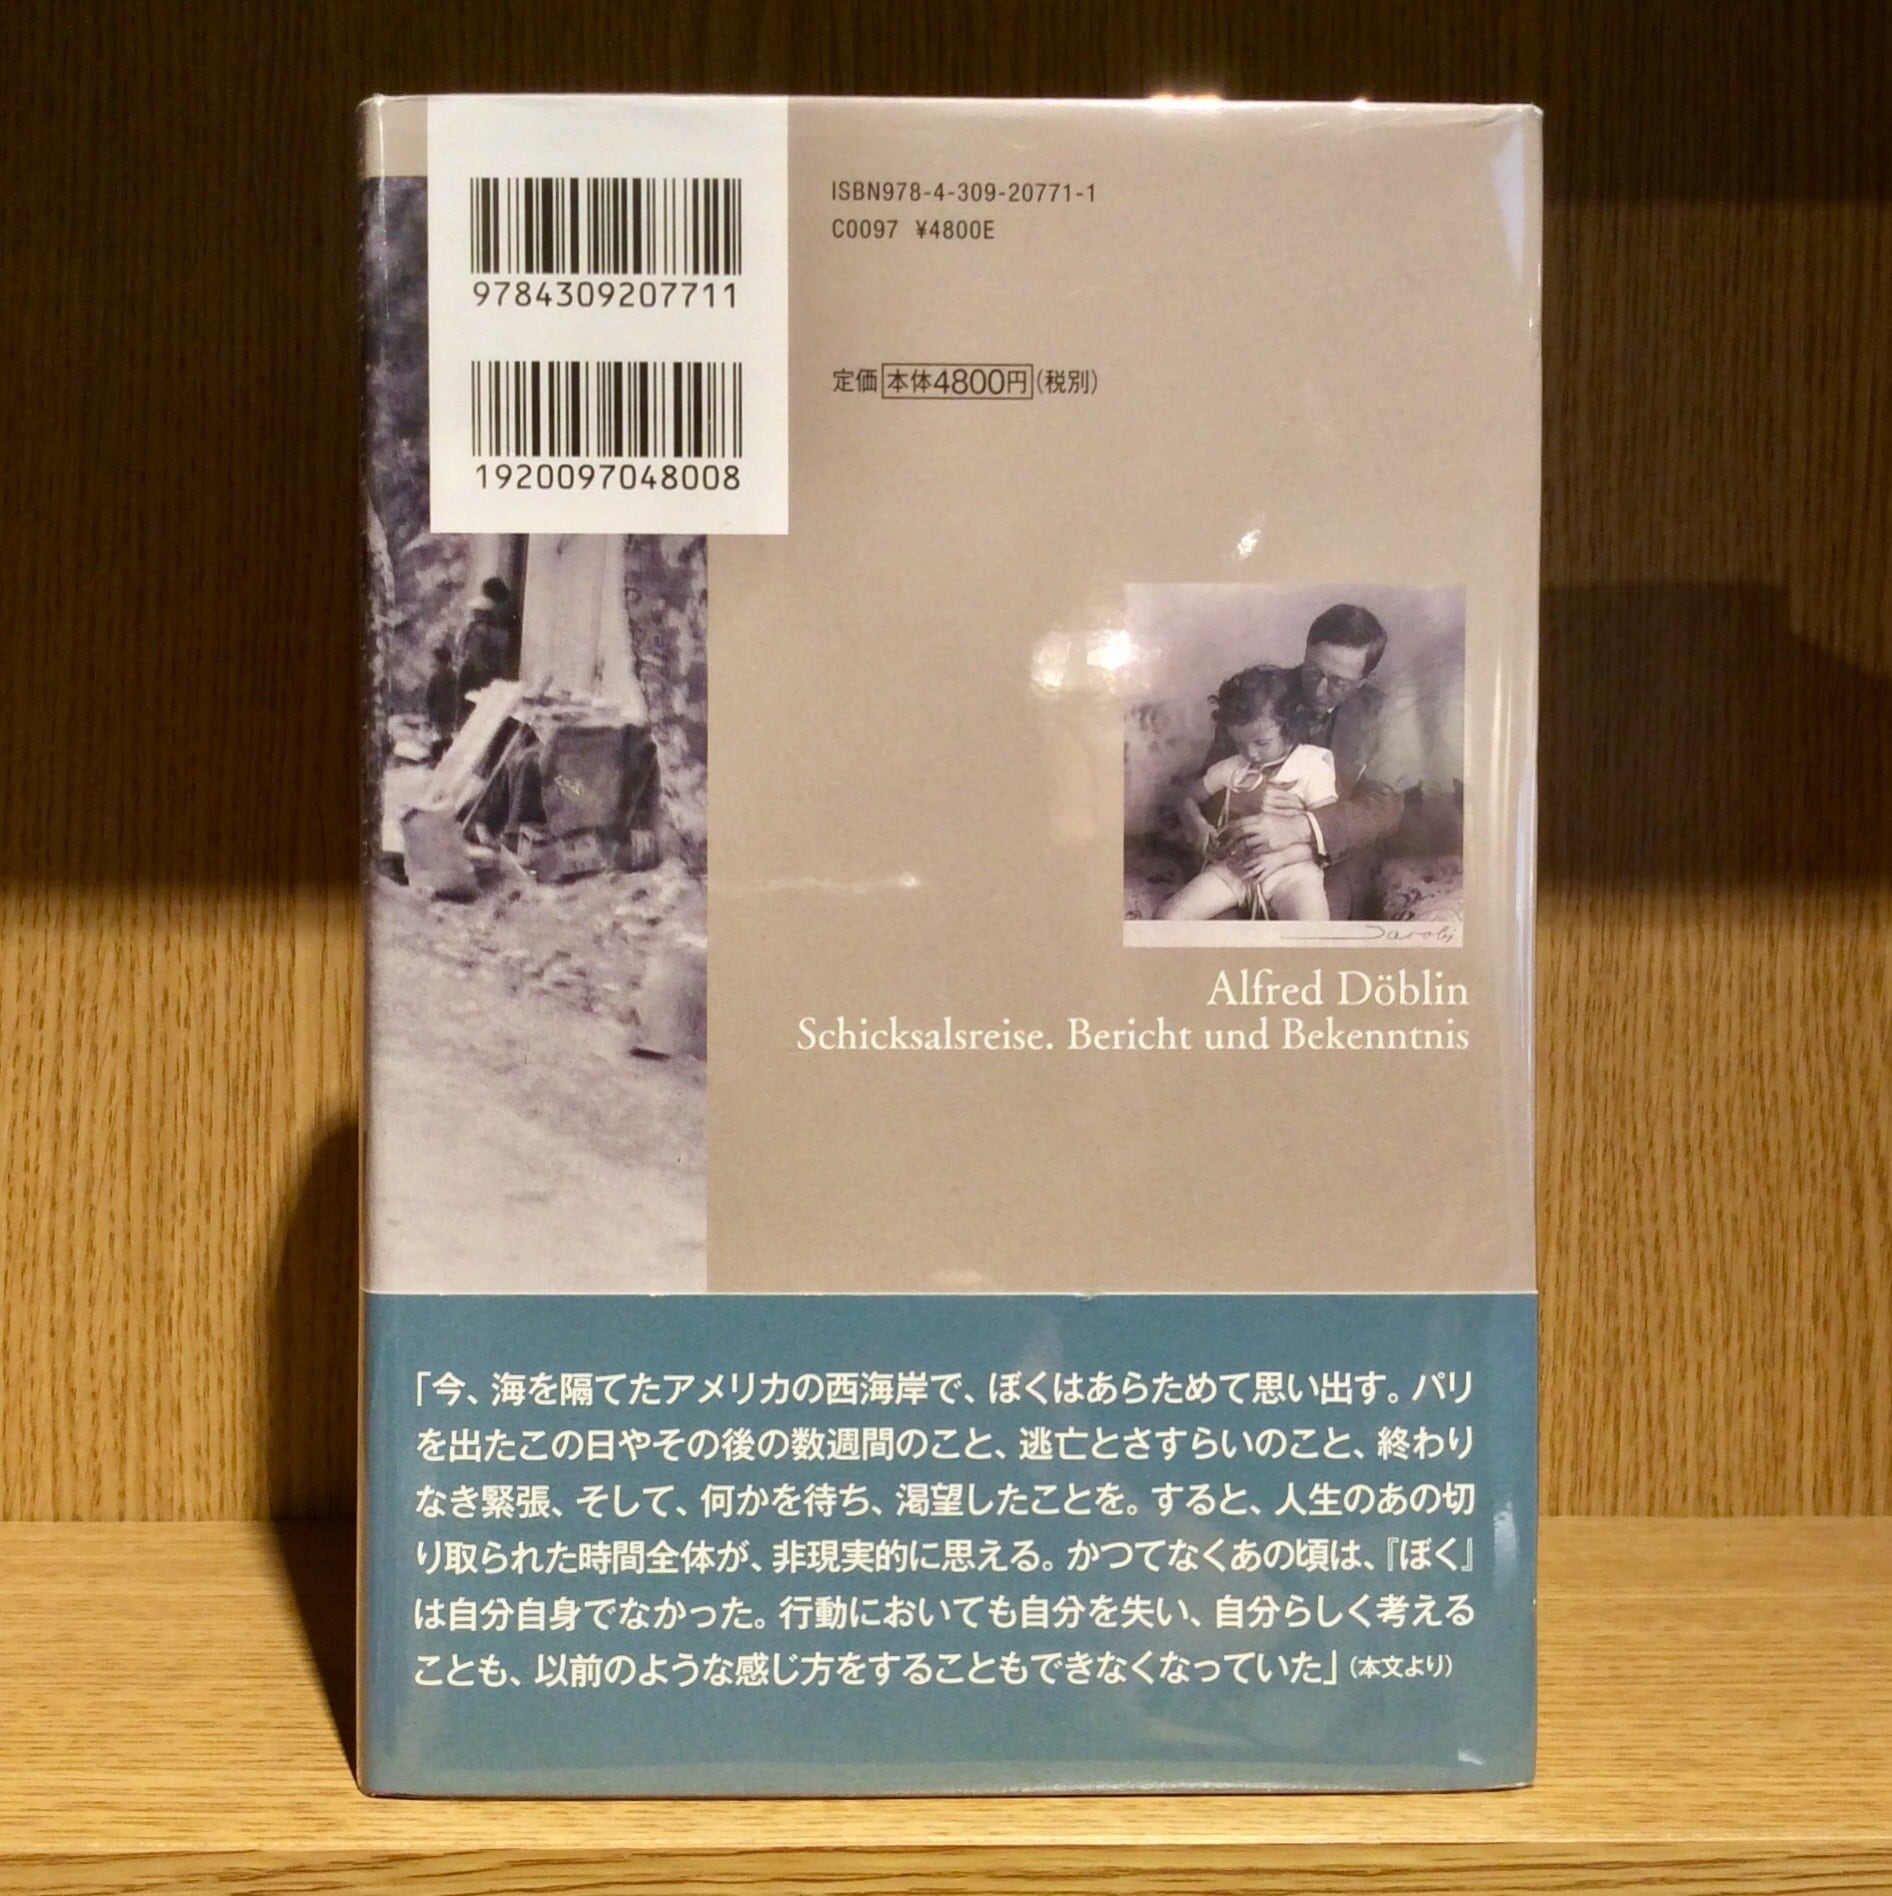 9784309207711
1920097048008
ISBN978-4-309-20771-1
C0097 ¥4800E
定価 本体4800円 (税別)
Alfred Döblin
Schicksalsreise. Bericht und Bekenntnis
「今、海を隔てたアメリカの西海岸で、ぼくはあらためて思い出す。パリ
を出たこの日やその後の数週間のこと、逃亡とさすらいのこと、終わり
なき緊張、そして、何かを待ち、渇望したことを。すると、人生のあの切
り取られた時間全体が、非現実的に思える。かつてなくあの頃は、『ぼく』
は自分自身でなかった。行動においても自分を失い、自分らしく考える
ことも、以前のような感じ方をすることもできなくなっていた」(本文より)